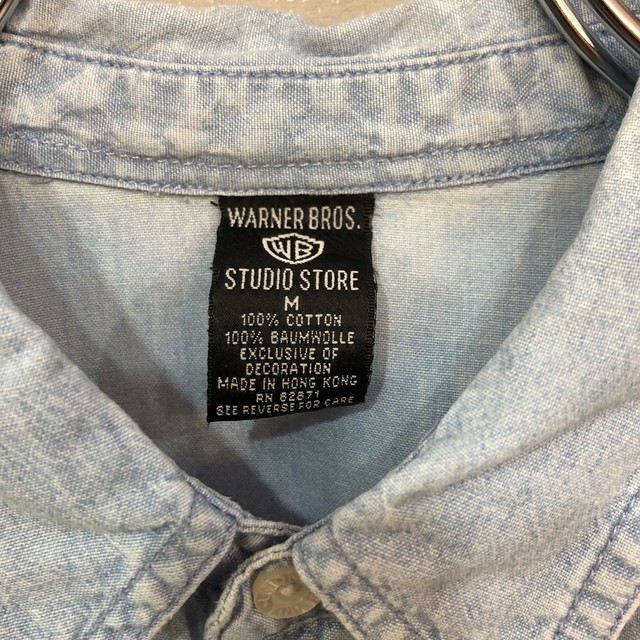 WARNER BROS.
WB
STUDIO STORE
M
100% COTTON
100% BAUMWOLLE
EXCLUSIVE OF
DECORATION
MADE IN HONG KONG
RN 82871
SEE REVERSE FOR CARE